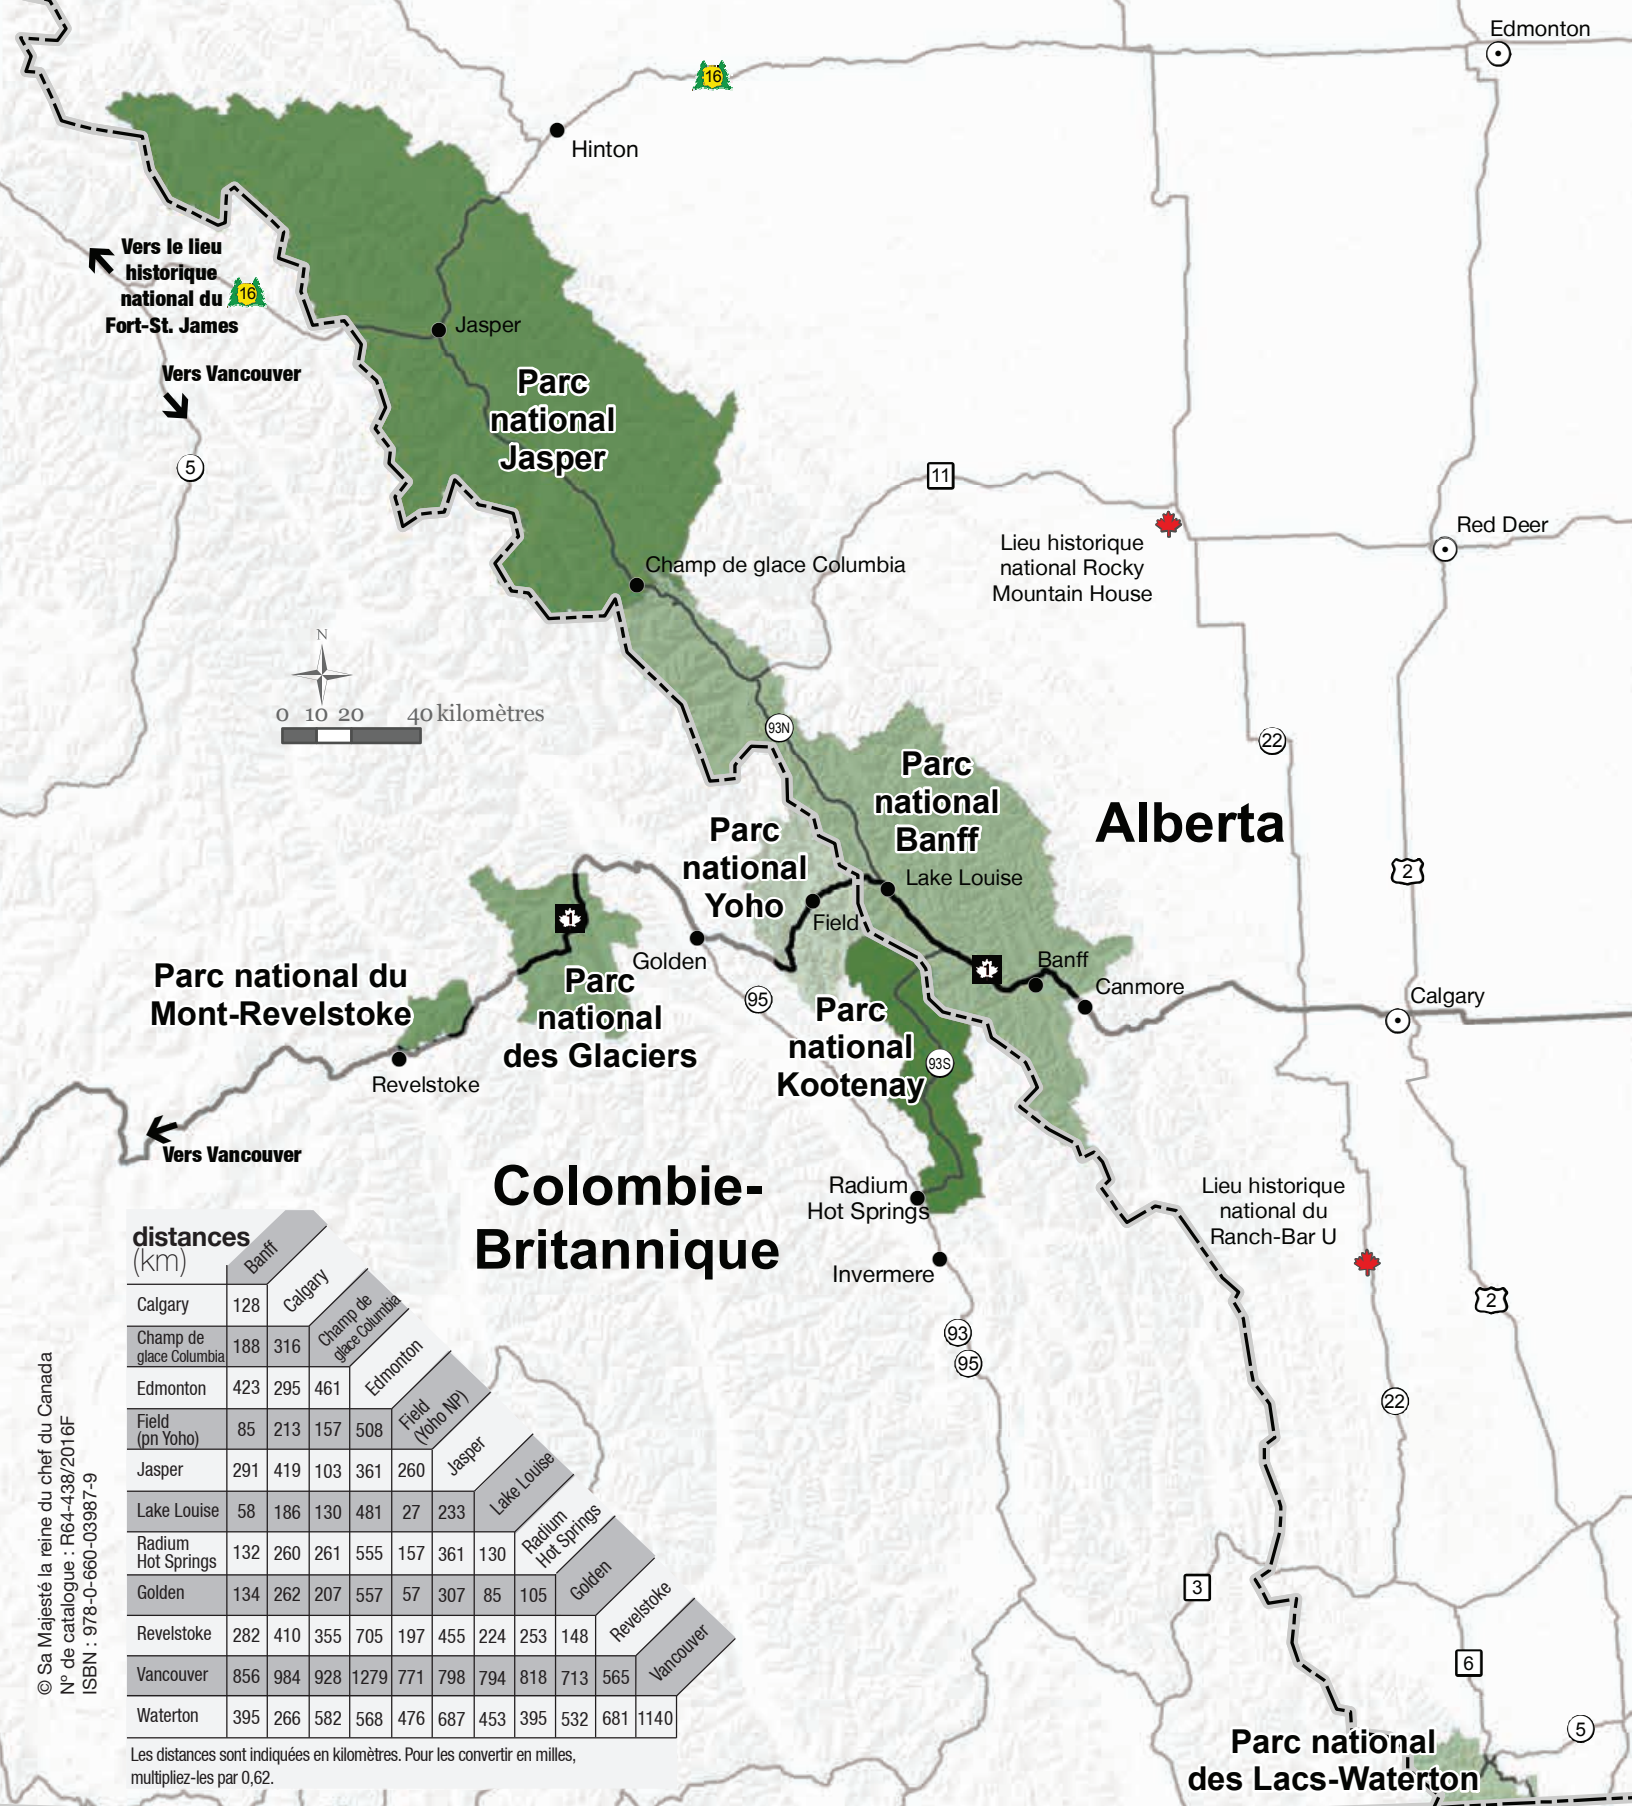 Edmonton
16
Hinton
Vers le lieu
historique
national du
Fort-St. James
16
Jasper
Vers Vancouver
Parc
national
Jasper
5
11
Red Deer
Lieu historique
national Rocky
Mountain House
Champ de glace Columbia
N
0 10 20 40 kilomètres
93N
22
Parc
national
Banff
Alberta
Parc
national
Yoho
2
Lake Louise
1
Field
Golden
Parc national du
Mont-Revelstoke
Parc
national
des Glaciers
95
1
Banff
Canmore
Calgary
Parc
national
Kootenay
93S
Revelstoke
Vers Vancouver
Colombie-
Britannique
Radium
Hot Springs
Lieu historique
national du
Ranch-Bar U
Invermere
2
93
95
22
3
6
5
Parc national
des Lacs-Waterton
distances
(km)
Banff
Calgary 128 Calgary
Champ de
glace Columbia 188 316 Champ de
glace Columbia
Edmonton 423 295 461 Edmonton
Field
(pn Yoho) 85 213 157 508 Field
(Yoho NP)
Jasper 291 419 103 361 260 Jasper
Lake Louise 58 186 130 481 27 233 Lake Louise
Radium
Hot Springs 132 260 261 555 157 361 130 Radium
Hot Springs
Golden 134 262 207 557 57 307 85 105 Golden
Revelstoke 282 410 355 705 197 455 224 253 148 Revelstoke
Vancouver 856 984 928 1279 771 798 794 818 713 565 Vancouver
Waterton 395 266 582 568 476 687 453 395 532 681 1140
Les distances sont indiquées en kilomètres. Pour les convertir en milles,
multipliez-les par 0,62.
© Sa Majesté la reine du chef du Canada
N° de catalogue : R64-438/2016F
ISBN : 978-0-660-03987-9